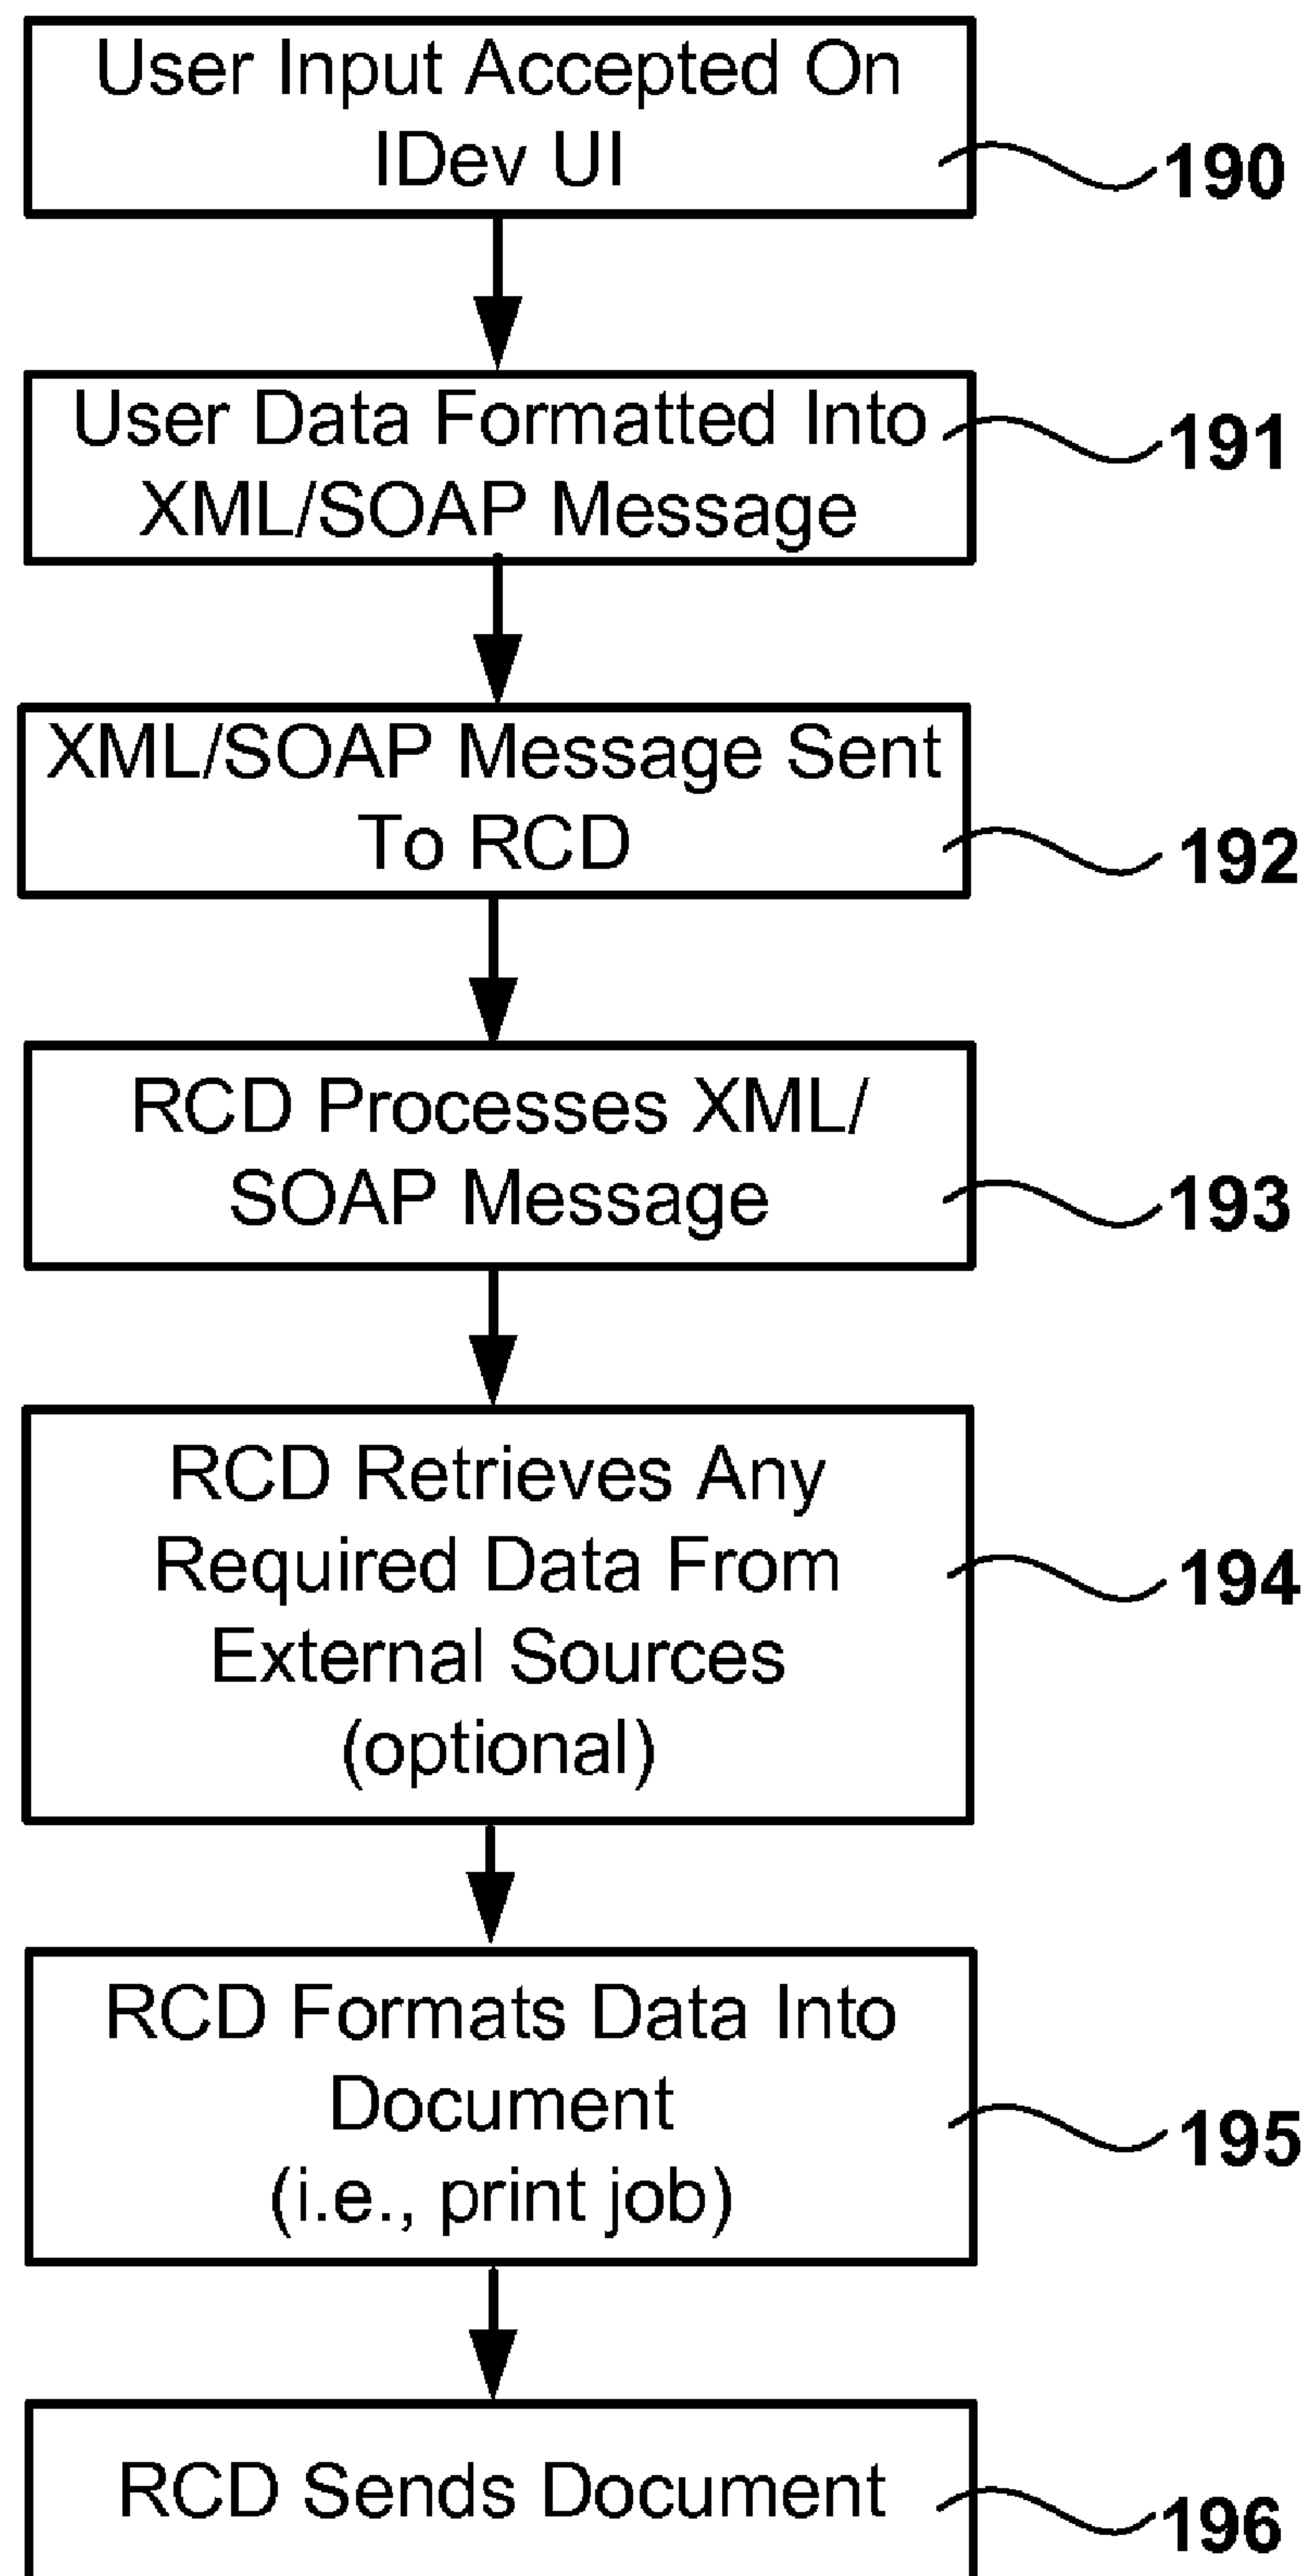 User Input Accepted On
IDev UI
190
User Data Formatted Into
XML/SOAP Message
191
XML/SOAP Message Sent
To RCD
192
RCD Processes XML/
SOAP Message
193
RCD Retrieves Any
Required Data From
External Sources
(optional)
194
RCD Formats Data Into
Document
(i.e., print job)
195
RCD Sends Document
196